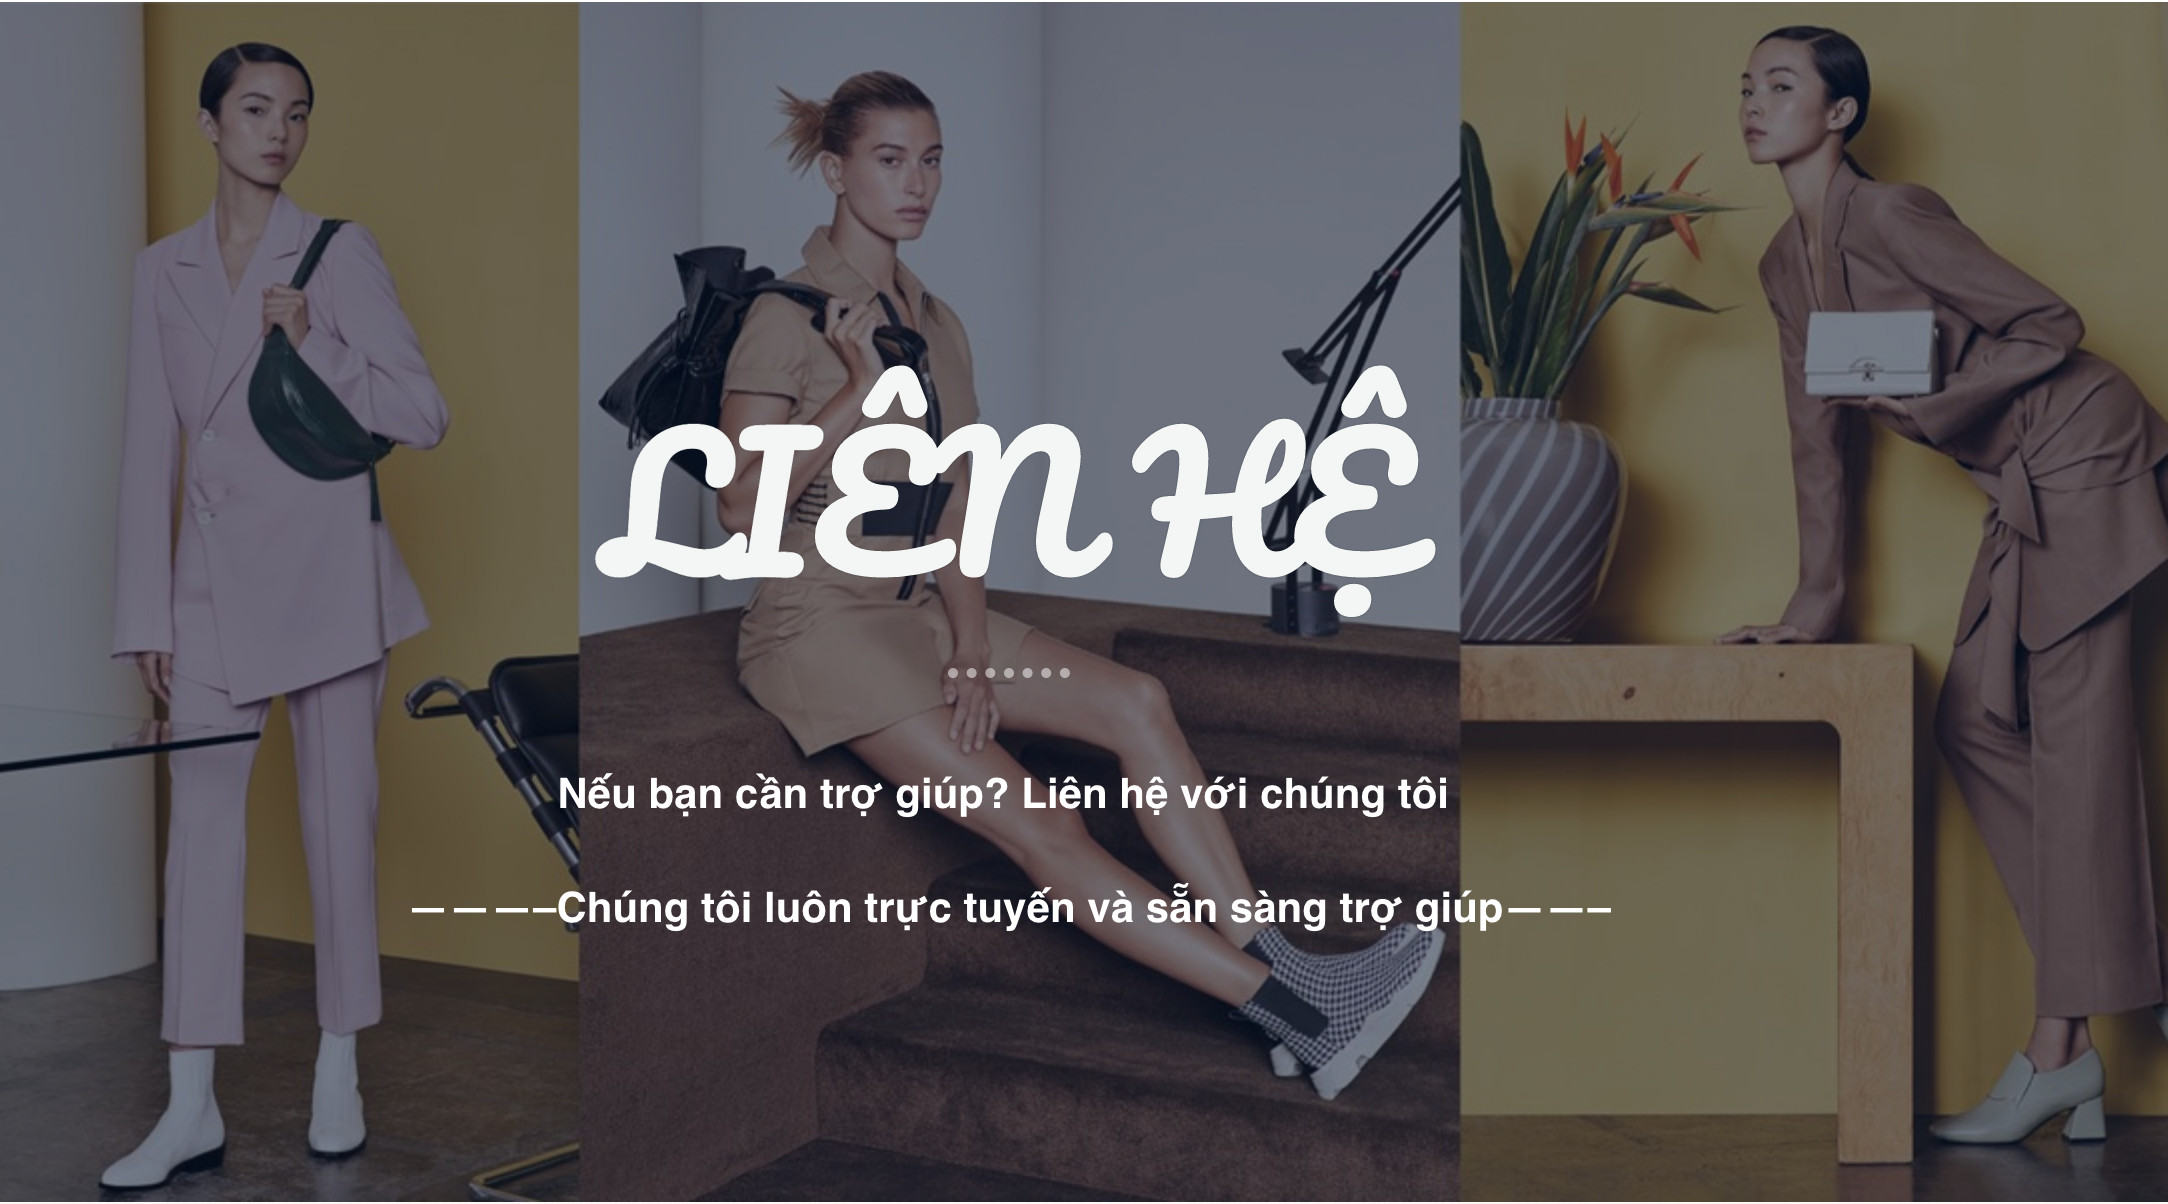 LIÊN HỆ
Nếu bạn cần trợ giúp? Liên hệ với chúng tôi
– – –-Chúng tôi luôn trực tuyến và sẵn sàng trợ giúp– –-